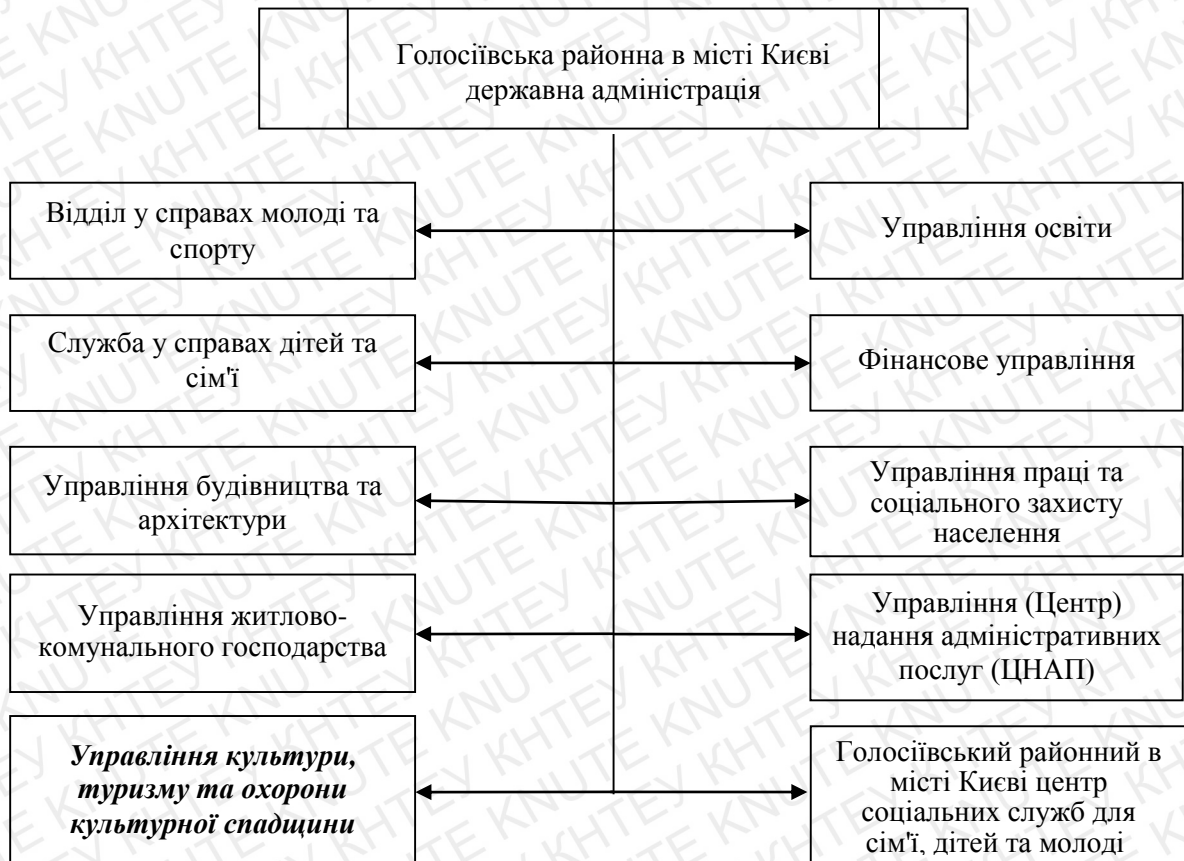 Голосіївська районна в місті Києві
державна адміністрація
Відділ у справах молоді та
спорту
Управління освіти
Служба у справах дітей та
сім'ї
Фінансове управління
Управління будівництва та
архітектури
Управління праці та
соціального захисту
населення
Управління житлово-
комунального господарства
Управління (Центр)
надання адміністративних
послуг (ЦНАП)
Управління культури,
туризму та охорони
культурної спадщини
Голосіївський районний в
місті Києві центр
соціальних служб для
сім'ї, дітей та молоді